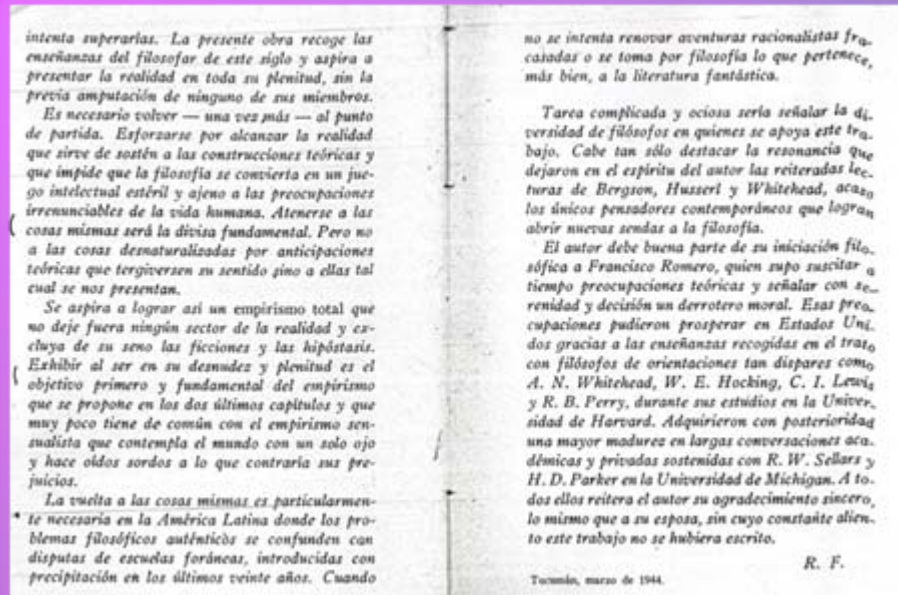 intenta superarlas. La presente obra recoge las
enseñanzas del filosofar de este siglo y aspira a
presentar la realidad en toda su plenitud, sin la
previa amputación de ninguno de sus miembros.
Es necesario volver — una vez más — al punto
de partida. Esforzarse por alcanzar la realidad
que sirve de sostén a las construcciones teóricas y
que impide que la filosofía se convierta en un jue-
go intelectual estéril y ajeno a las preocupaciones
irrenunciables de la vida humana. Atenerse a las
cosas mismas será la divisa fundamental. Pero no
a las cosas desnaturalizadas por anticipaciones
teóricas que tergiversen su sentido sino a ellas tal
cual se nos presentan.
Se aspira a lograr así un empirismo total que
no deje fuera ningún sector de la realidad y ex-
cluya de su seno las ficciones y las hipóstasis.
Exhibir al ser en su desnudez y plenitud es el
objetivo primero y fundamental del empirismo
que se propone en los dos últimos capítulos y que
muy poco tiene de común con el empirismo sen-
sualista que contempla el mundo con un solo ojo
y hace oídos sordos a lo que contraría sus pre-
juicios.
La vuelta a las cosas mismas es particularmen-
te necesaria en la América Latina donde los pro-
blemas filosóficos auténticos se confunden con
disputas de escuelas foráneas, introducidas con
precipitación en los últimos veinte años. Cuando
no se intenta renovar aventuras racionalistas fra-
casadas o se toma por filosofía lo que pertenece,
más bien, a la literatura fantástica.
Tarea complicada y ociosa sería señalar la di-
versidad de filósofos en quienes se apoya este tra-
bajo. Cabe tan sólo destacar la resonancia que
dejaron en el espíritu del autor las reiteradas lec-
turas de Bergson, Husserl y Whitehead, acaso
los únicos pensadores contemporáneos que logran
abrir nuevas sendas a la filosofía.
El autor debe buena parte de su iniciación filo-
sófica a Francisco Romero, quien supo suscitar a
tiempo preocupaciones teóricas y señalar con se-
renidad y decisión un derrotero moral. Esas preo-
cupaciones pudieron prosperar en Estados Uni-
dos gracias a las enseñanzas recogidas en el trato
con filósofos de orientaciones tan dispares como
A. N. Whitehead, W. E. Hocking, C. I. Lewis
y R. B. Perry, durante sus estudios en la Univer-
sidad de Harvard. Adquirieron con posterioridad
una mayor madurez en largas conversaciones aca-
démicas y privadas sostenidas con R. W. Sellars y
H. D. Parker en la Universidad de Michigan. A to-
dos ellos reitera el autor su agradecimiento sincero,
lo mismo que a su esposa, sin cuyo constante alien-
to este trabajo no se hubiera escrito.
R. F.
Tucumán, marzo de 1944.